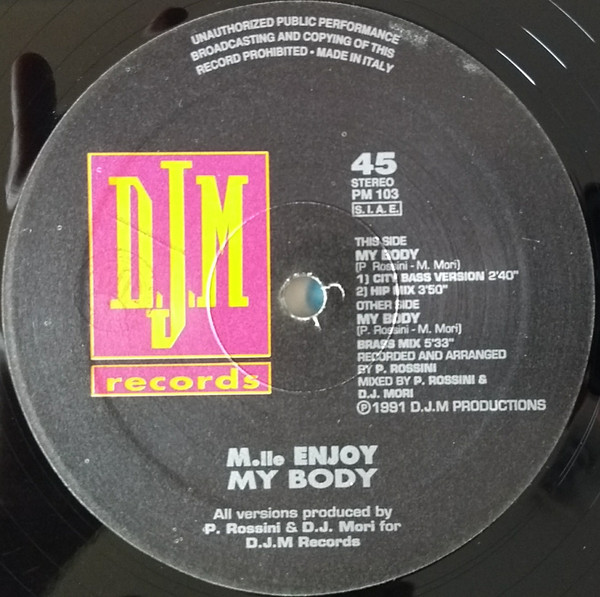 UNAUTHORIZED PUBLIC PERFORMANCE
BROADCASTING AND COPYING OF THIS
RECORD PROHIBITED • MADE IN ITALY
D.J.M
records
45
STEREO
PM 103
S.I.A.E.
THIS SIDE
MY BODY
(P. Rossini - M. Mori)
1) CITY BASS VERSION 2'40"
2) HIP MIX 3'50"
OTHER SIDE
MY BODY
(P. Rossini - M. Mori)
BRASS MIX 5'33"
RECORDED AND ARRANGED
BY P. ROSSINI
MIXED BY P. ROSSINI &
D.J. MORI
℗1991 D.J.M PRODUCTIONS
M.lle ENJOY
MY BODY
All versions produced by
P. Rossini & D.J. Mori for
D.J.M Records